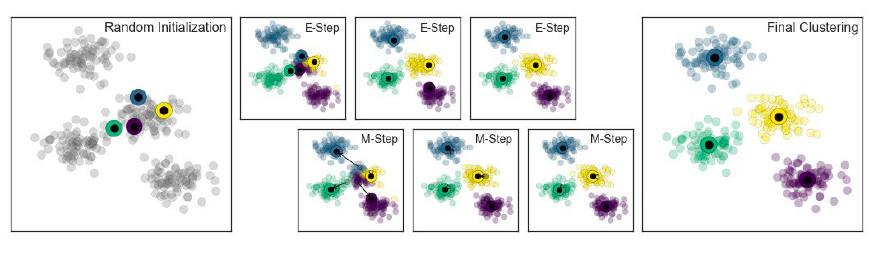 Random Initialization
E-Step
E-Step
E-Step
Final Clustering
M-Step
M-Step
M-Step